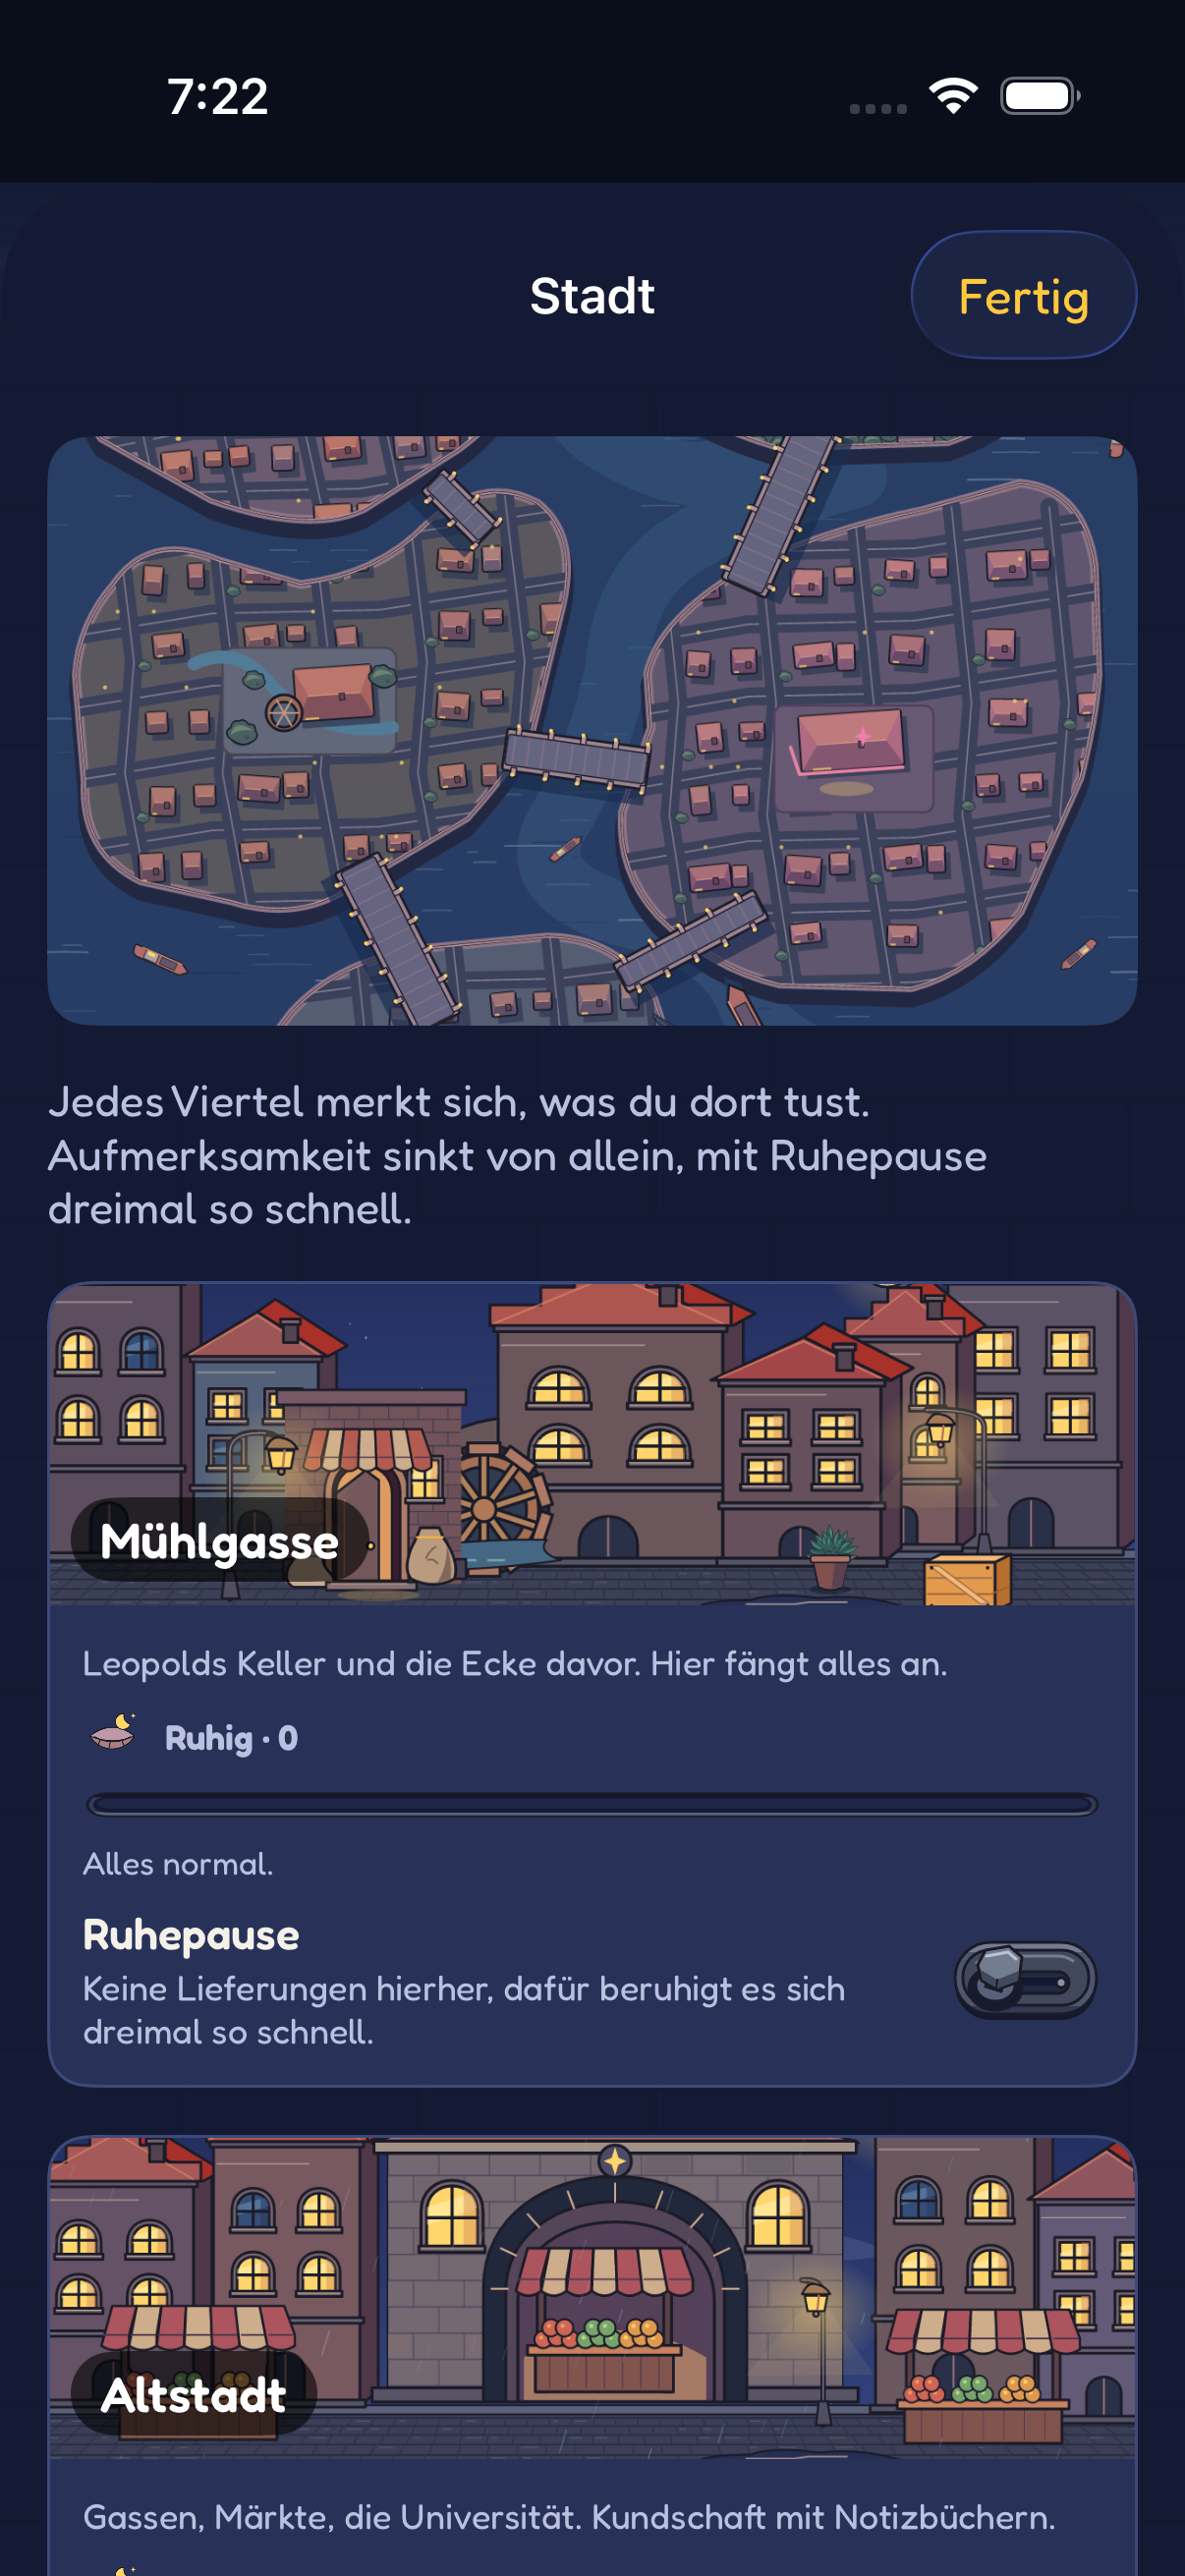 7:22
Stadt
Fertig
Jedes Viertel merkt sich, was du dort tust.
Aufmerksamkeit sinkt von allein, mit Ruhepause
dreimal so schnell.
Mühlgasse
Leopolds Keller und die Ecke davor. Hier fängt alles an.
Ruhig · 0
Alles normal.
Ruhepause
Keine Lieferungen hierher, dafür beruhigt es sich
dreimal so schnell.
Altstadt
Gassen, Märkte, die Universität. Kundschaft mit Notizbüchern.